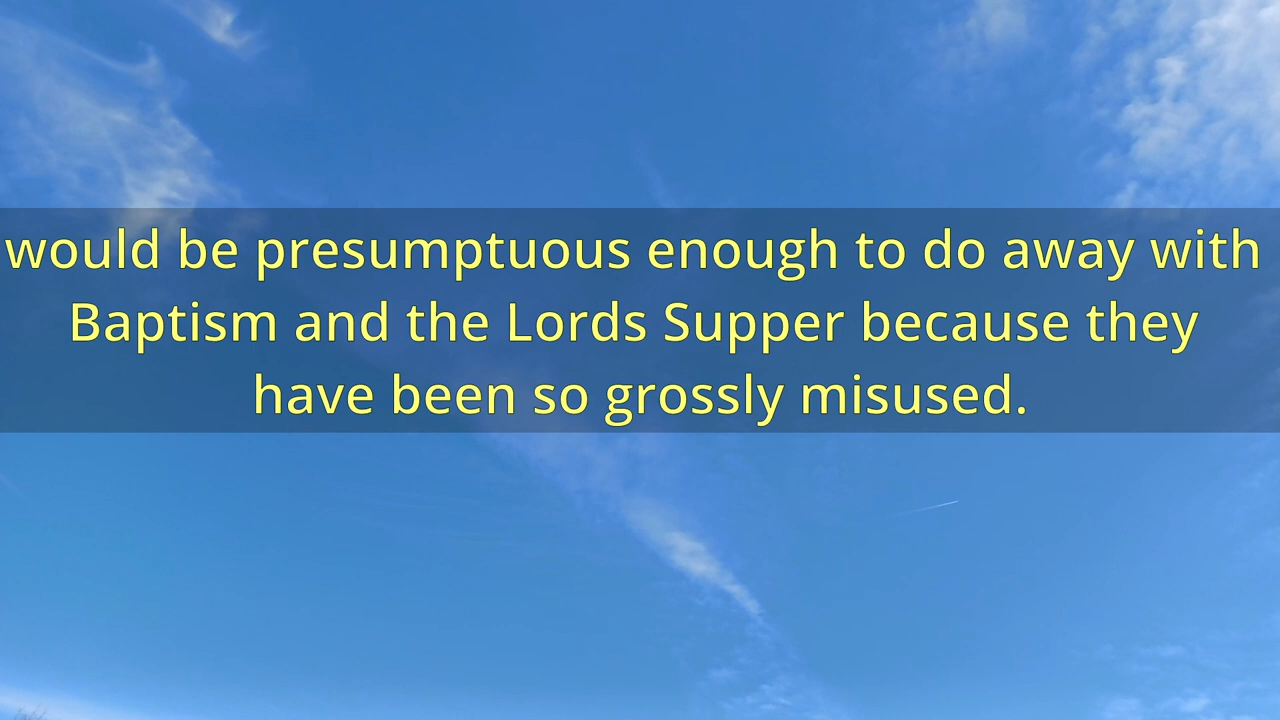 would be presumptuous enough to do away with
Baptism and the Lords Supper because they
have been so grossly misused.